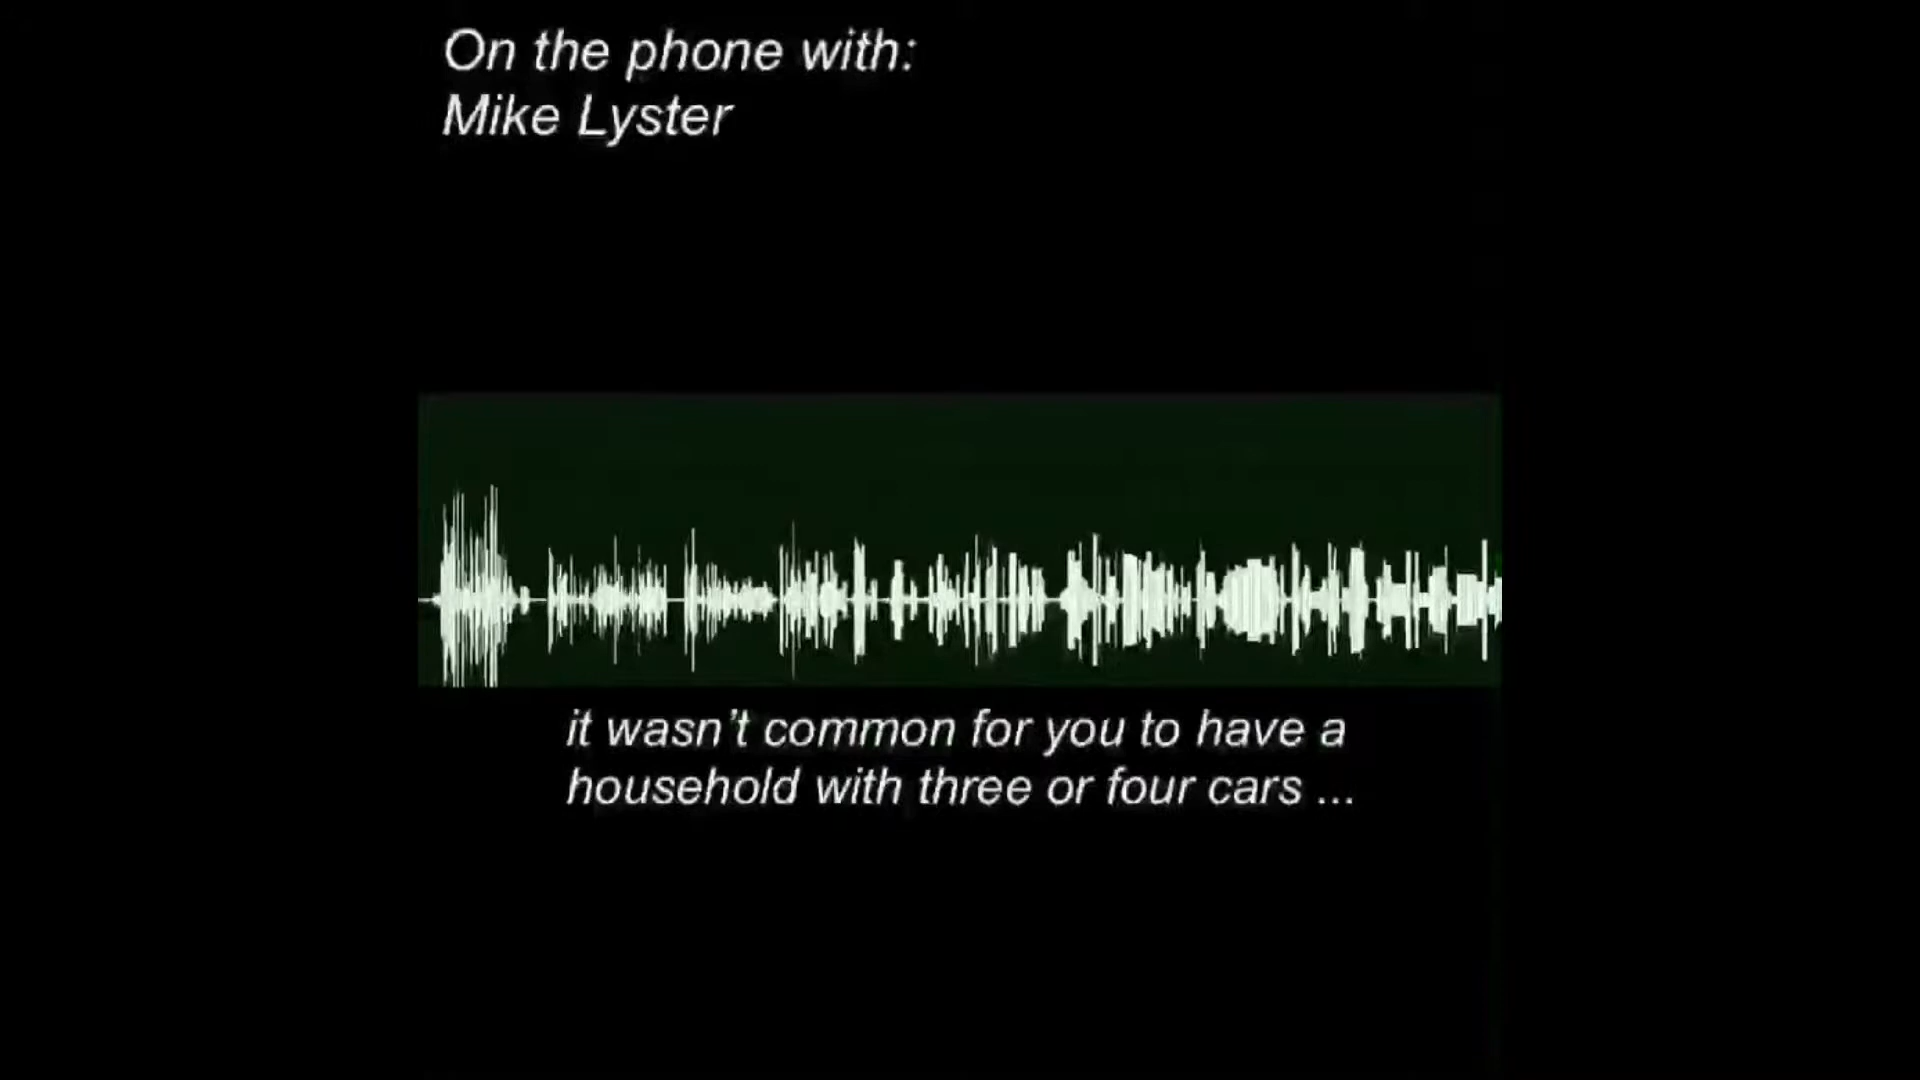 On the phone with:
Mike Lyster
it wasn't common for you to have a
household with three or four cars ...